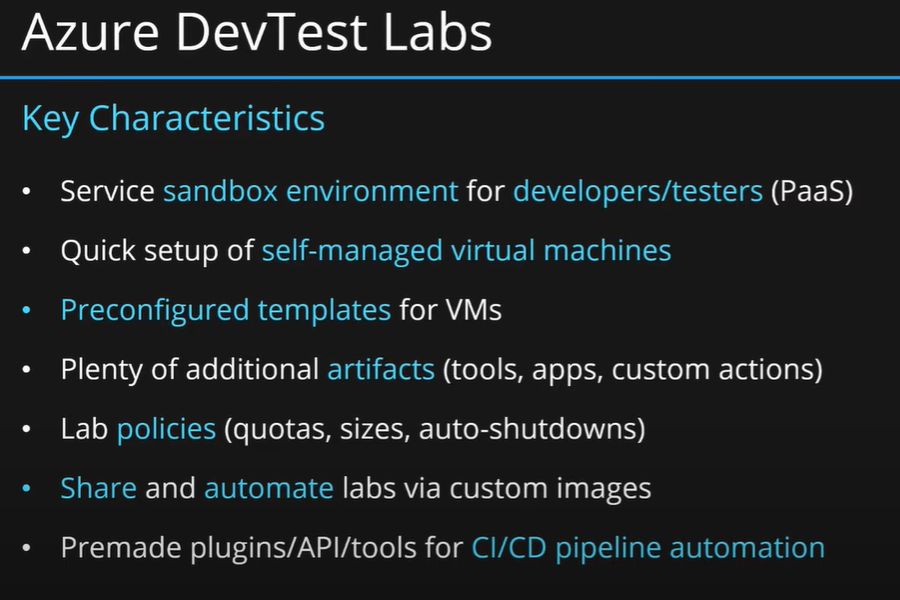 Azure DevTest Labs
Key Characteristics
• Service sandbox environment for developers/testers (PaaS)
• Quick setup of self-managed virtual machines
• Preconfigured templates for VMs
• Plenty of additional artifacts (tools, apps, custom actions)
• Lab policies (quotas, sizes, auto-shutdowns)
• Share and automate labs via custom images
• Premade plugins/API/tools for CI/CD pipeline automation